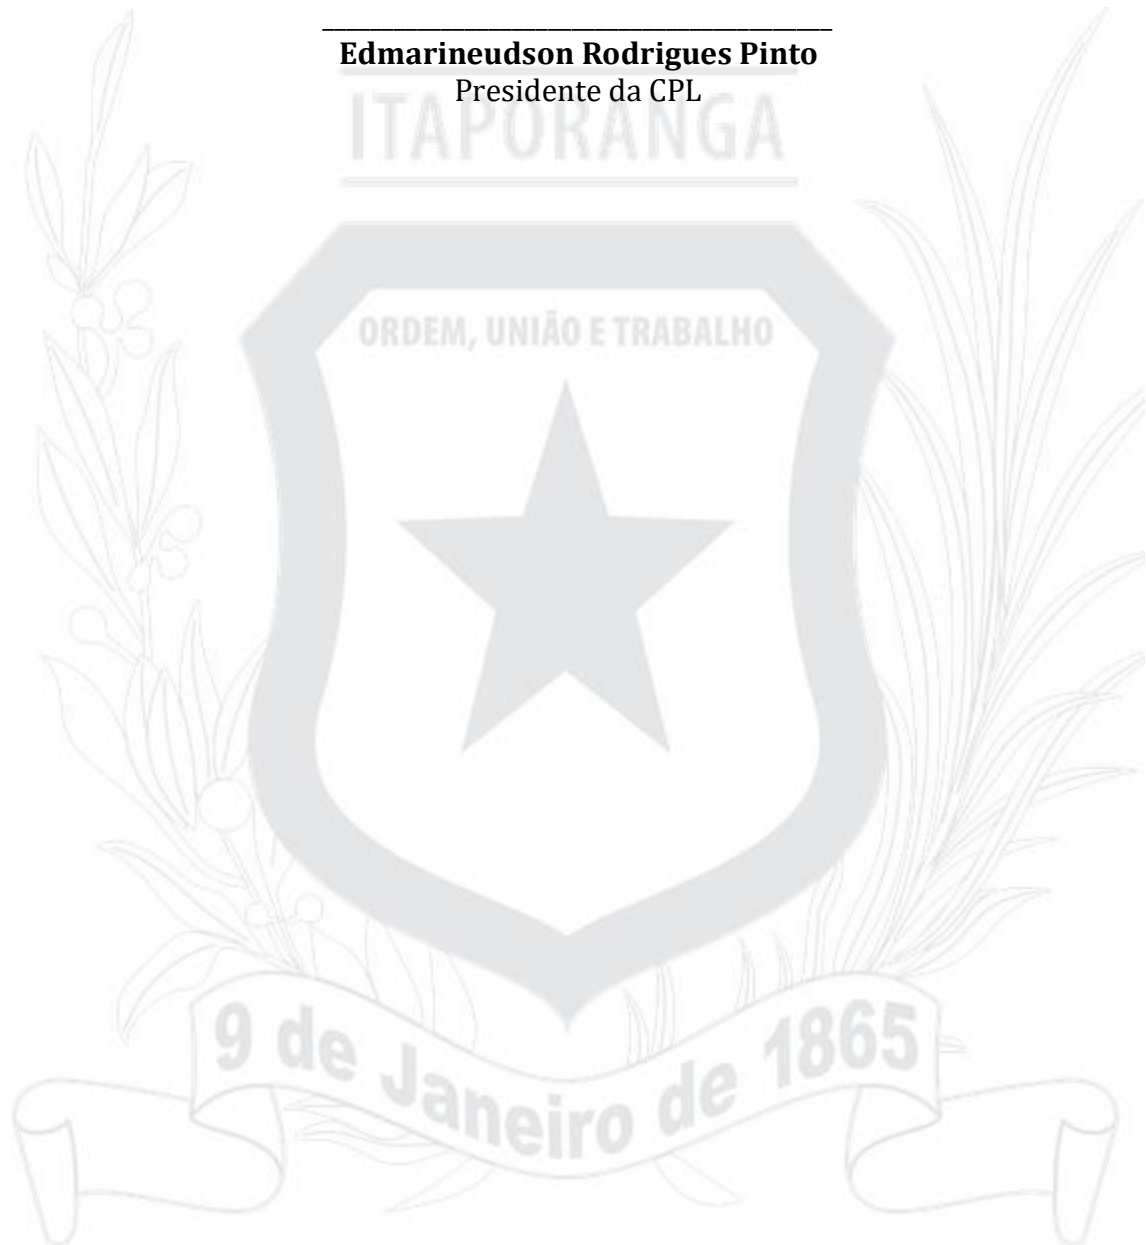 Edmarineudson Rodrigues Pinto
Presidente da CPL
ITAPORANGA
ORDEM, UNIÃO E TRABALHO
9 de Janeiro de 1865